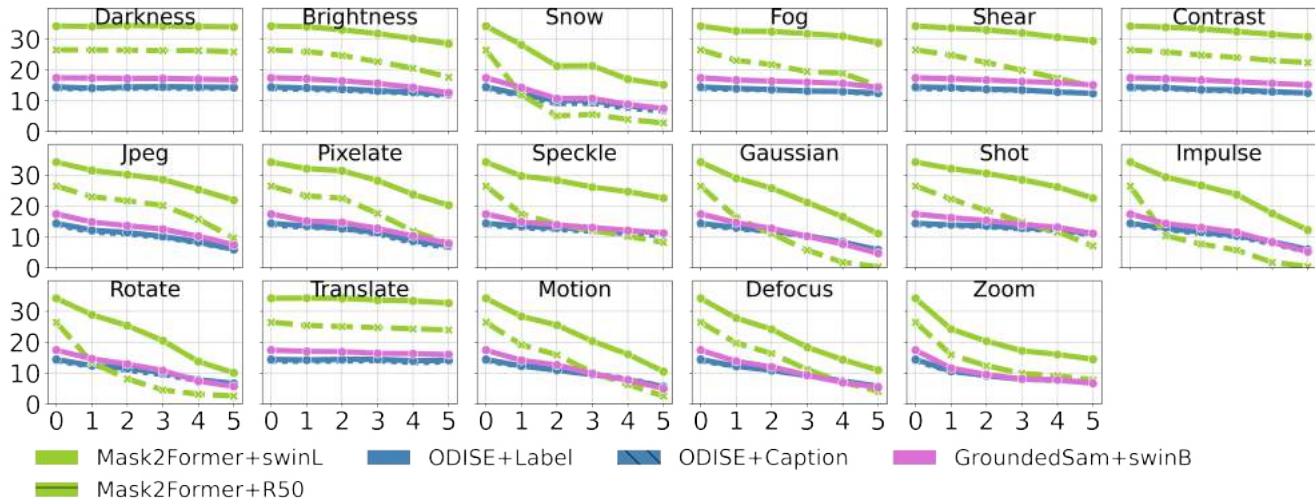 Darkness Brightness Snow Fog Shear Contrast
30
20
10
0
Jpeg Pixelate Speckle Gaussian Shot Impulse
30
20
10
0
Rotate Translate Motion Defocus Zoom
30
20
10
0
0 1 2 3 4 5 0 1 2 3 4 5 0 1 2 3 4 5 0 1 2 3 4 5 0 1 2 3 4 5
Mask2Former+swinL ODISE+Label ODISE+Caption GroundedSam+swinB
Mask2Former+R50